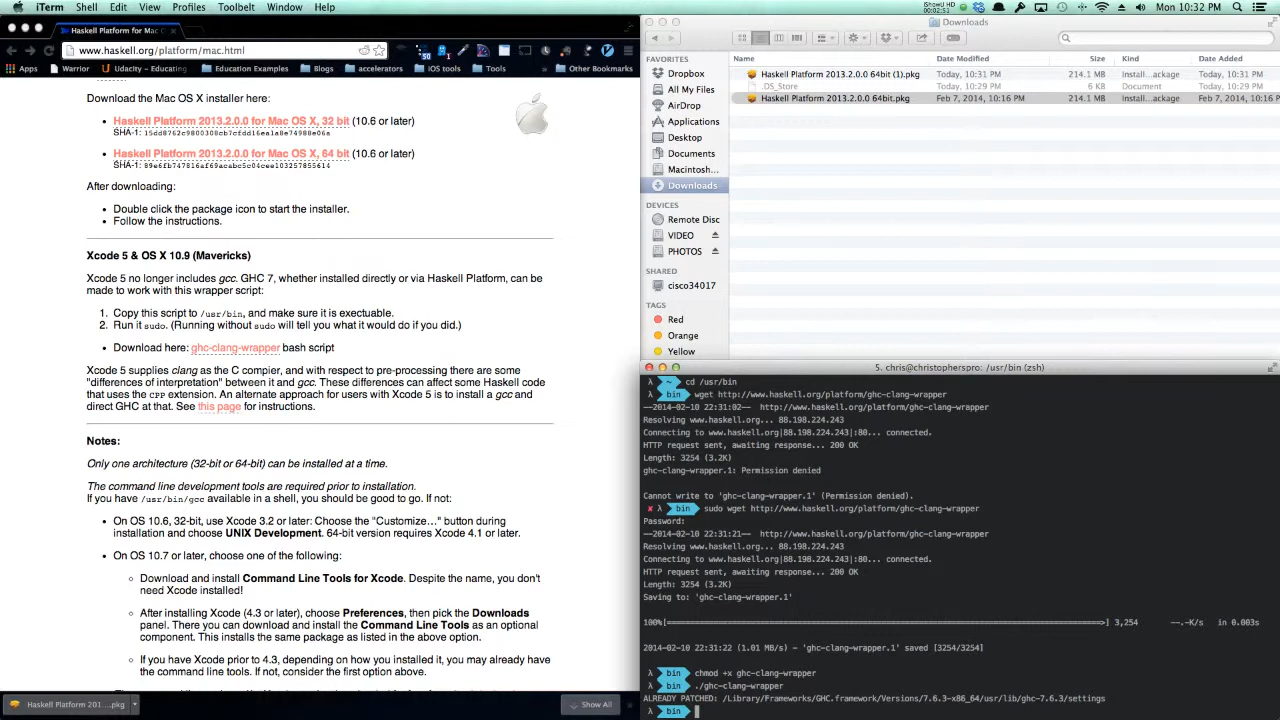 iTerm Shell Edit View Profiles Toolbelt Window Help
ShowU HD
00:02:51
Mon 10:32 PM
Haskell Platform for Mac
www.haskell.org/platform/mac.html
Apps Warrior Udacity – Educating Education Examples Blogs accelerators iOS tools Tools Other Bookmarks
Download the Mac OS X installer here:
Haskell Platform 2013.2.0.0 for Mac OS X, 32 bit (10.6 or later)
SHA-1:
Haskell Platform 2013.2.0.0 for Mac OS X, 64 bit (10.6 or later)
SHA-1:
After downloading:
Double click the package icon to start the installer.
Follow the instructions.
Xcode 5 & OS X 10.9 (Mavericks)
Xcode 5 no longer includes gcc. GHC 7, whether installed directly or via Haskell Platform, can be
made to work with this wrapper script:
1. Copy this script to /usr/bin, and make sure it is exectuable.
2. Run it sudo. (Running without sudo will tell you what it would do if you did.)
Download here: ghc-clang-wrapper bash script
Xcode 5 supplies clang as the C compier, and with respect to pre-processing there are some
"differences of interpretation" between it and gcc. These differences can affect some Haskell code
that uses the CPP extension. An alternate approach for users with Xcode 5 is to install a gcc and
direct GHC at that. See this page for instructions.
Notes:
Only one architecture (32-bit or 64-bit) can be installed at a time.
The command line development tools are required prior to installation.
If you have /usr/bin/gcc available in a shell, you should be good to go. If not:
On OS 10.6, 32-bit, use Xcode 3.2 or later: Choose the "Customize…" button during
installation and choose UNIX Development. 64-bit version requires Xcode 4.1 or later.
On OS 10.7 or later, choose one of the following:
Download and install Command Line Tools for Xcode. Despite the name, you don't
need Xcode installed!
After installing Xcode (4.3 or later), choose Preferences, then pick the Downloads
panel. There you can download and install the Command Line Tools as an optional
component. This installs the same package as listed in the above option.
If you have Xcode prior to 4.3, depending on how you installed it, you may already have
the command line tools. If not, consider the first option above.
Haskell Platform 201....pkg
Show All
Downloads
FAVORITES
Dropbox
All My Files
AirDrop
Applications
Desktop
Documents
Macintosh...
Downloads
DEVICES
Remote Disc
VIDEO
PHOTOS
SHARED
cisco34017
TAGS
Red
Orange
Yellow
Name Date Modified Size Kind Date Added
Haskell Platform 2013.2.0.0 64bit (1).pkg Today, 10:31 PM 214.1 MB Install...ackage Today, 10:31 PM
.DS_Store Today, 10:29 PM 6 KB Document Today, 10:29 PM
Haskell Platform 2013.2.0.0 64bit.pkg Feb 7, 2014, 10:16 PM 214.1 MB Install...ackage Feb 7, 2014, 10:16 PM
5. chris@christopherspro: /usr/bin (zsh)
λ ~ cd /usr/bin
λ bin wget http://www.haskell.org/platform/ghc-clang-wrapper
--2014-02-10 22:31:02-- http://www.haskell.org/platform/ghc-clang-wrapper
Resolving www.haskell.org... 88.198.224.243
Connecting to www.haskell.org|88.198.224.243|:80... connected.
HTTP request sent, awaiting response... 200 OK
Length: 3254 (3.2K)
ghc-clang-wrapper.1: Permission denied
Cannot write to 'ghc-clang-wrapper.1' (Permission denied).
✘ λ bin sudo wget http://www.haskell.org/platform/ghc-clang-wrapper
Password:
--2014-02-10 22:31:21-- http://www.haskell.org/platform/ghc-clang-wrapper
Resolving www.haskell.org... 88.198.224.243
Connecting to www.haskell.org|88.198.224.243|:80... connected.
HTTP request sent, awaiting response... 200 OK
Length: 3254 (3.2K)
Saving to: 'ghc-clang-wrapper.1'
100%[======================================>] 3,254 --.-K/s in 0.003s
2014-02-10 22:31:22 (1.01 MB/s) - 'ghc-clang-wrapper.1' saved [3254/3254]
λ bin chmod +x ghc-clang-wrapper
λ bin ./ghc-clang-wrapper
ALREADY PATCHED: /Library/Frameworks/GHC.framework/Versions/7.6.3-x86_64/usr/lib/ghc-7.6.3/settings
λ bin